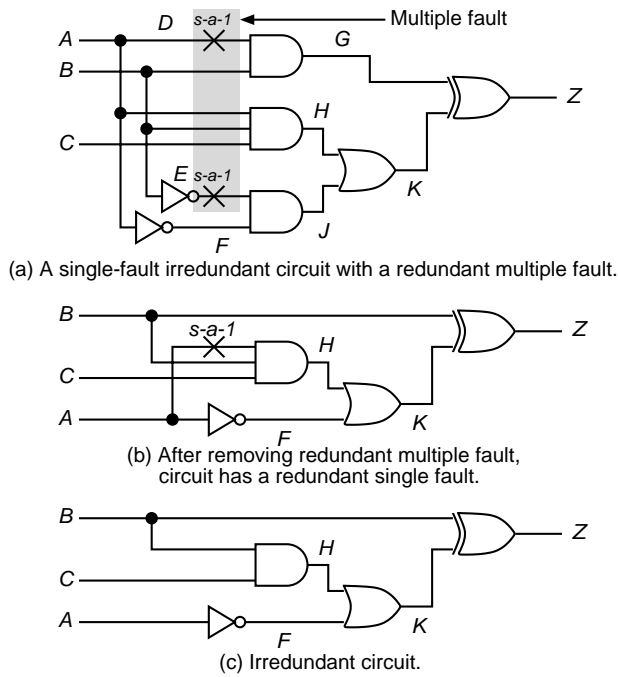 D s-a-1 Multiple fault
A G
B
Z
H
C
E s-a-1
K
F J
(a) A single-fault irredundant circuit with a redundant multiple fault.
B
s-a-1 Z
H
C
A
F K
(b) After removing redundant multiple fault,
circuit has a redundant single fault.
B
Z
H
C
A
F K
(c) Irredundant circuit.